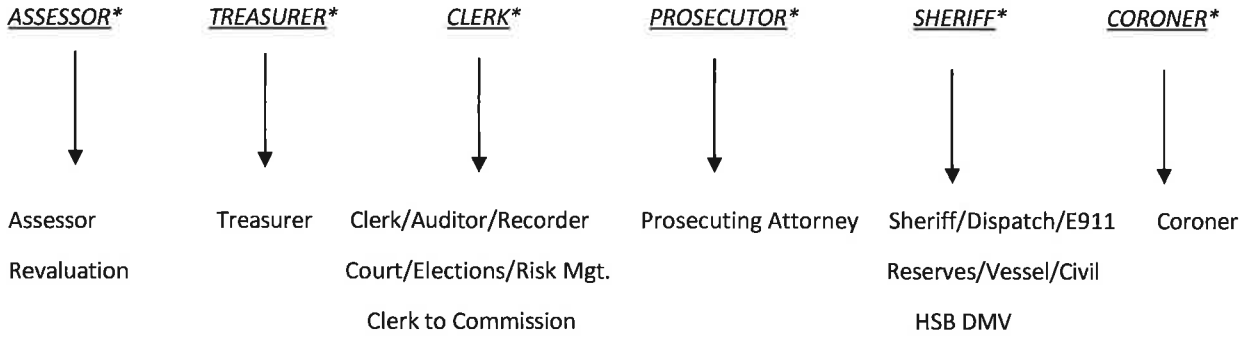 ASSESSOR* TREASURER* CLERK* PROSECUTOR* SHERIFF* CORONER*
Assessor Treasurer Clerk/Auditor/Recorder Prosecuting Attorney Sheriff/Dispatch/E911 Coroner
Revaluation Court/Elections/Risk Mgt. Reserves/Vessel/Civil
Clerk to Commission HSB DMV